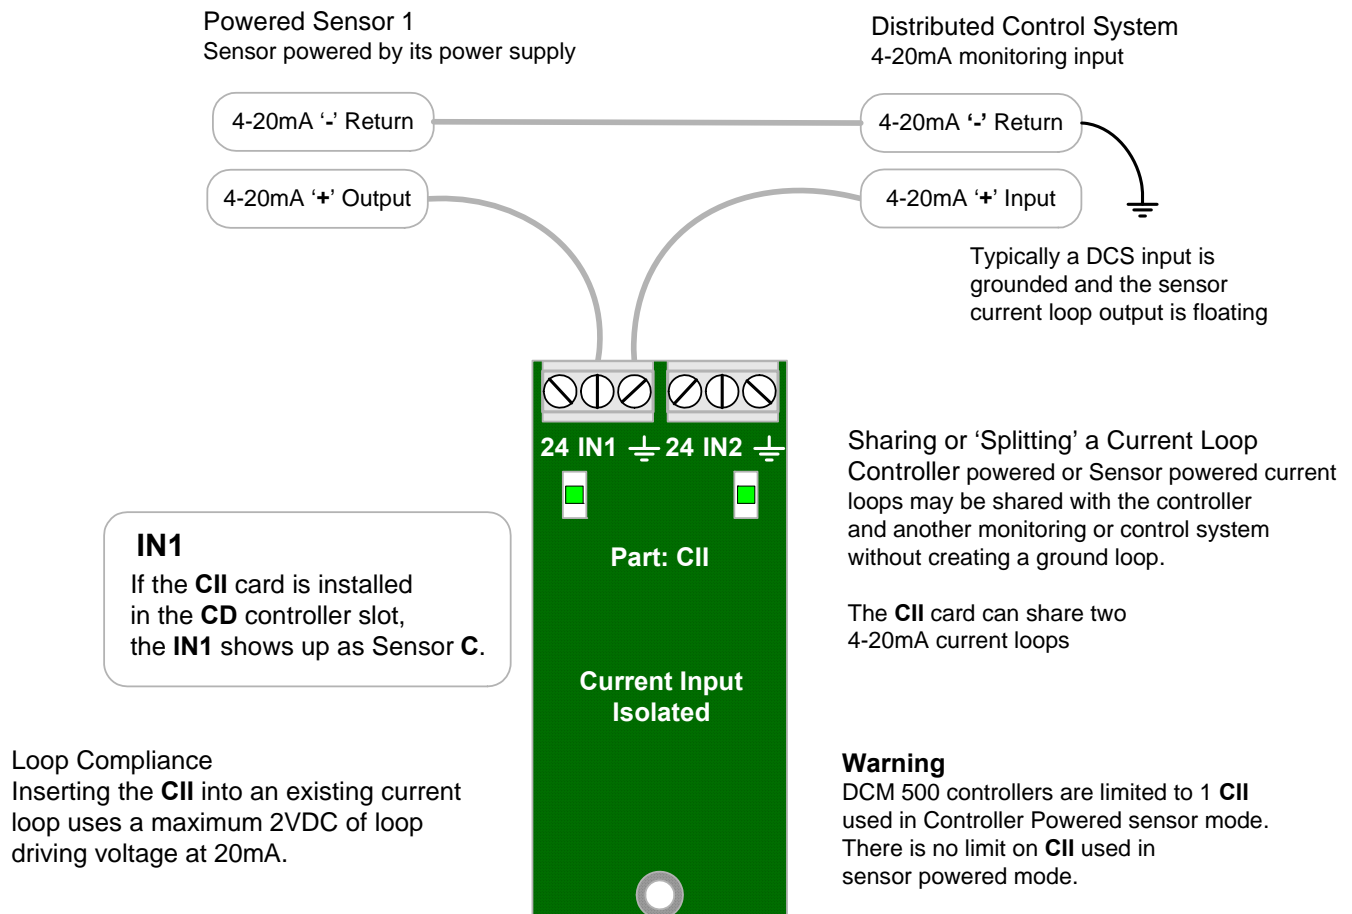 Powered Sensor 1
Sensor powered by its power supply
Distributed Control System
4-20mA monitoring input
4-20mA ‘-’ Return
4-20mA ‘-’ Return
4-20mA ‘+’ Output
4-20mA ‘+’ Input
Typically a DCS input is
grounded and the sensor
current loop output is floating
24 IN1 24 IN2
Part: CII
Current Input
Isolated
IN1
If the CII card is installed
in the CD controller slot,
the IN1 shows up as Sensor C.
Sharing or ‘Splitting’ a Current Loop
Controller powered or Sensor powered current
loops may be shared with the controller
and another monitoring or control system
without creating a ground loop.
The CII card can share two
4-20mA current loops
Loop Compliance
Inserting the CII into an existing current
loop uses a maximum 2VDC of loop
driving voltage at 20mA.
Warning
DCM 500 controllers are limited to 1 CII
used in Controller Powered sensor mode.
There is no limit on CII used in
sensor powered mode.